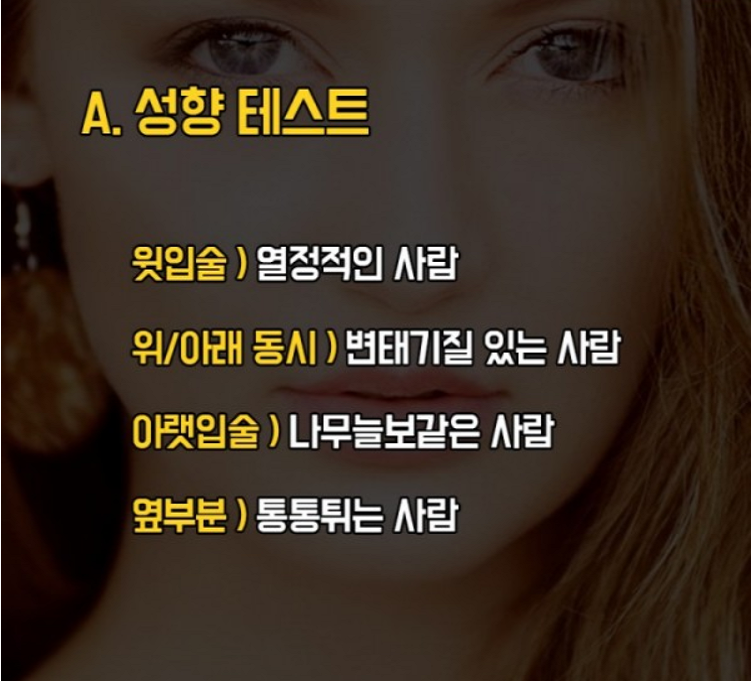 A. 성향 테스트
윗입술 ) 열정적인 사람
위/아래 동시 ) 변태기질 있는 사람
아랫입술 ) 나무늘보같은 사람
옆부분 ) 통통튀는 사람